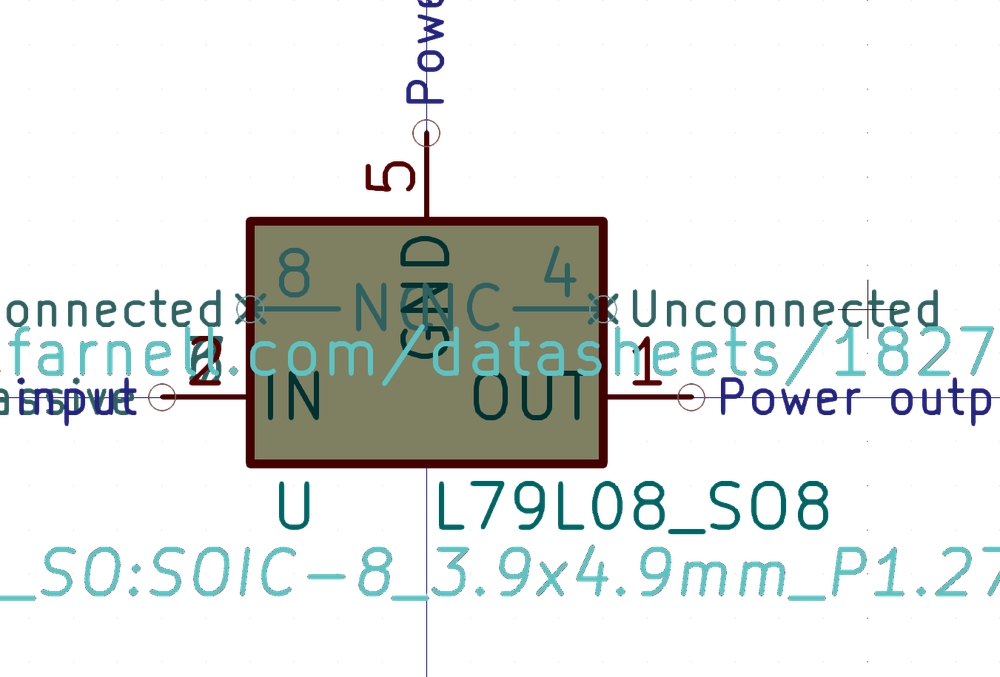 Powe
5
GND
8
4
onnected
NC
NC
Unconnected
farnell.com/datasheets/1827
2
1
input
IN
OUT
Power outp
U
L79L08_SO8
_SO:SOIC-8_3.9x4.9mm_P1.27